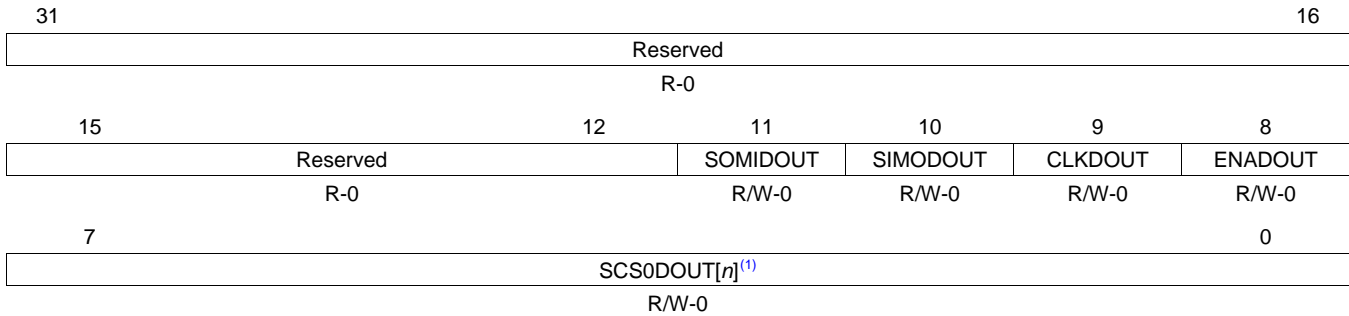 31 16
Reserved
R-0
15 12 11 10 9 8
Reserved SOMIDOUT SIMODOUT CLKDOUT ENADOUT
R-0 R/W-0 R/W-0 R/W-0 R/W-0
7 0
SCS0DOUT[n](1)
R/W-0